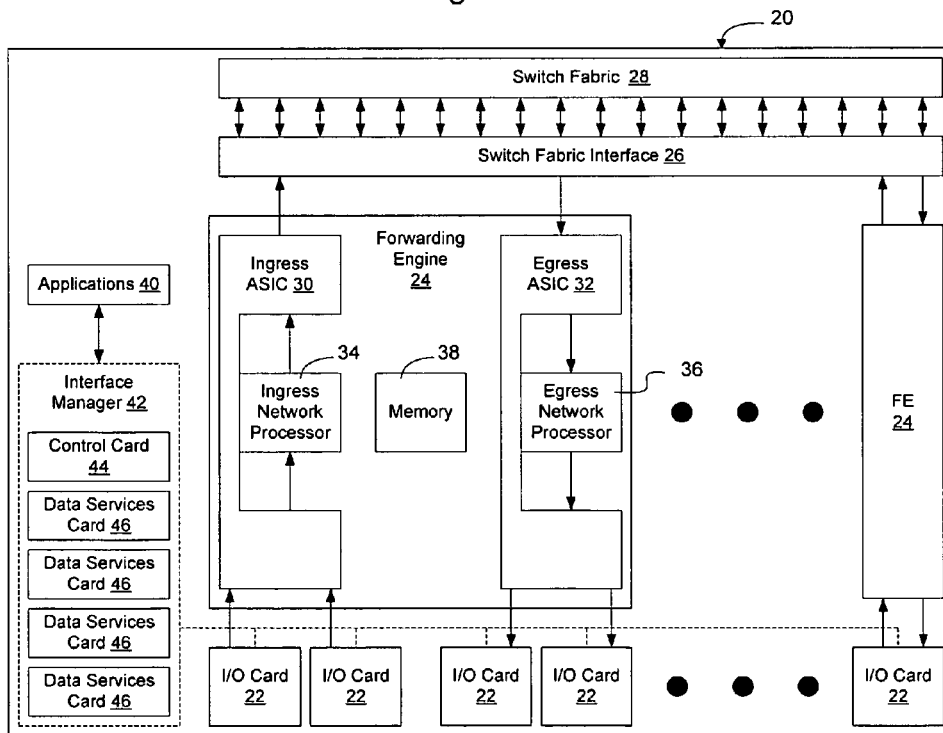 20
Switch Fabric 28
Switch Fabric Interface 26
Forwarding
Engine
24
Ingress
ASIC 30
Egress
ASIC 32
Applications 40
34
38
36
Interface
Manager 42
Ingress
Network
Processor
Memory
Egress
Network
Processor
FE
24
Control Card
44
Data Services
Card 46
Data Services
Card 46
Data Services
Card 46
Data Services
Card 46
I/O Card
22
I/O Card
22
I/O Card
22
I/O Card
22
I/O Card
22